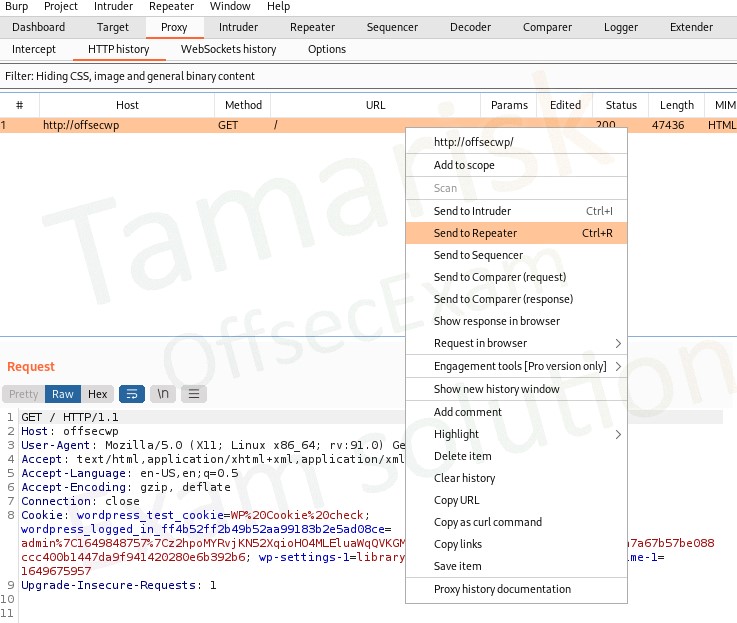 Burp Project Intruder Repeater Window Help
Dashboard Target Proxy Intruder Repeater Sequencer Decoder Comparer Logger Extender
Intercept HTTP history WebSockets history Options
Filter: Hiding CSS, image and general binary content
# Host Method URL Params Edited Status Length MIM
1 http://offsecwp GET / 200 47436 HTML
http://offsecwp/
Add to scope
Scan
Send to Intruder Ctrl+I
Send to Repeater Ctrl+R
Send to Sequencer
Send to Comparer (request)
Send to Comparer (response)
Show response in browser
Request in browser
Engagement tools [Pro version only]
Show new history window
Add comment
Highlight
Delete item
Clear history
Copy URL
Copy as curl command
Copy links
Save item
Proxy history documentation
Request
Pretty Raw Hex \n
1 GET / HTTP/1.1
2 Host: offsecwp
3 User-Agent: Mozilla/5.0 (X11; Linux x86_64; rv:91.0) Ge
4 Accept: text/html,application/xhtml+xml,application/xml
5 Accept-Language: en-US,en;q=0.5
6 Accept-Encoding: gzip, deflate
7 Connection: close
8 Cookie: wordpress_test_cookie=WP%20Cookie%20check;
wordpress_logged_in_ff4b52ff2b49b52aa99183b2e5ad08ce=
admin%7C1649848757%7Cz2hpoMYRvjKN52XqioHO4MLEluaWqQVKGM 7a67b57be088
ccc400b1447da9f941420280e6b392b6; wp-settings-1=library me-1=
1649675957
9 Upgrade-Insecure-Requests: 1
10
11
Tamarisk
OffsecExam
exam solution